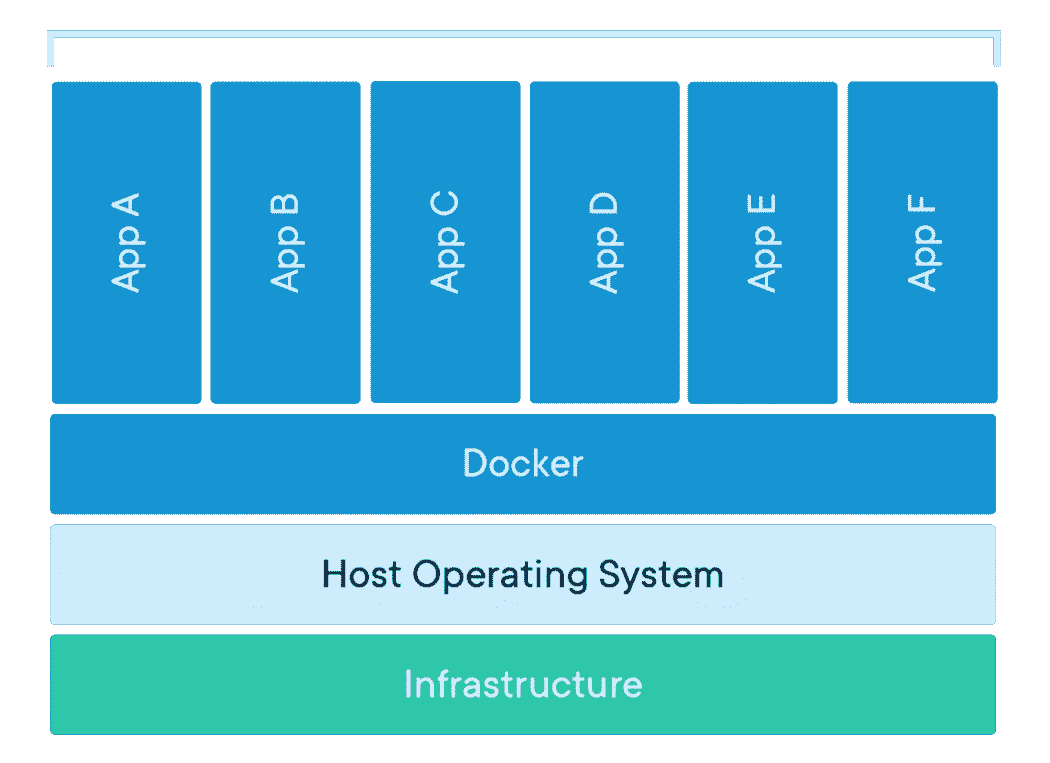 App A
App B
App C
App D
App E
App F
Docker
Host Operating System
Infrastructure